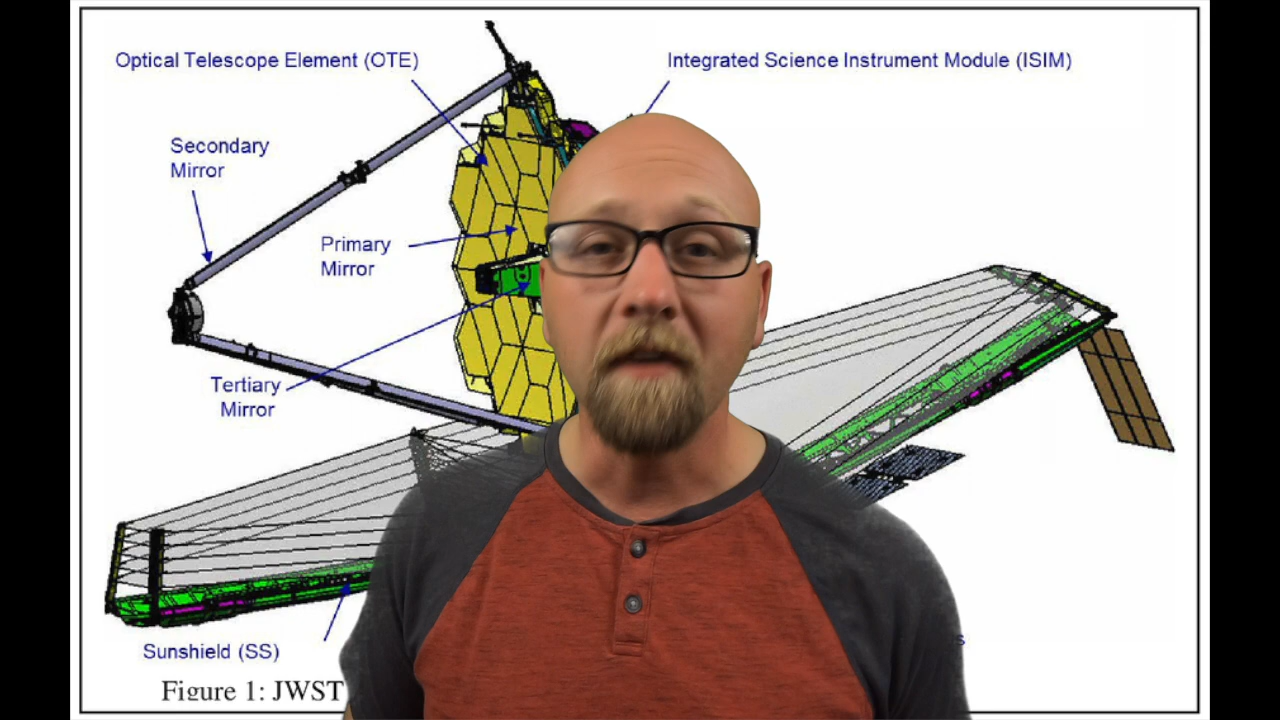 Optical Telescope Element (OTE)
Integrated Science Instrument Module (ISIM)
Secondary
Mirror
Primary
Mirror
Tertiary
Mirror
Sunshield (SS)
Figure 1: JWST